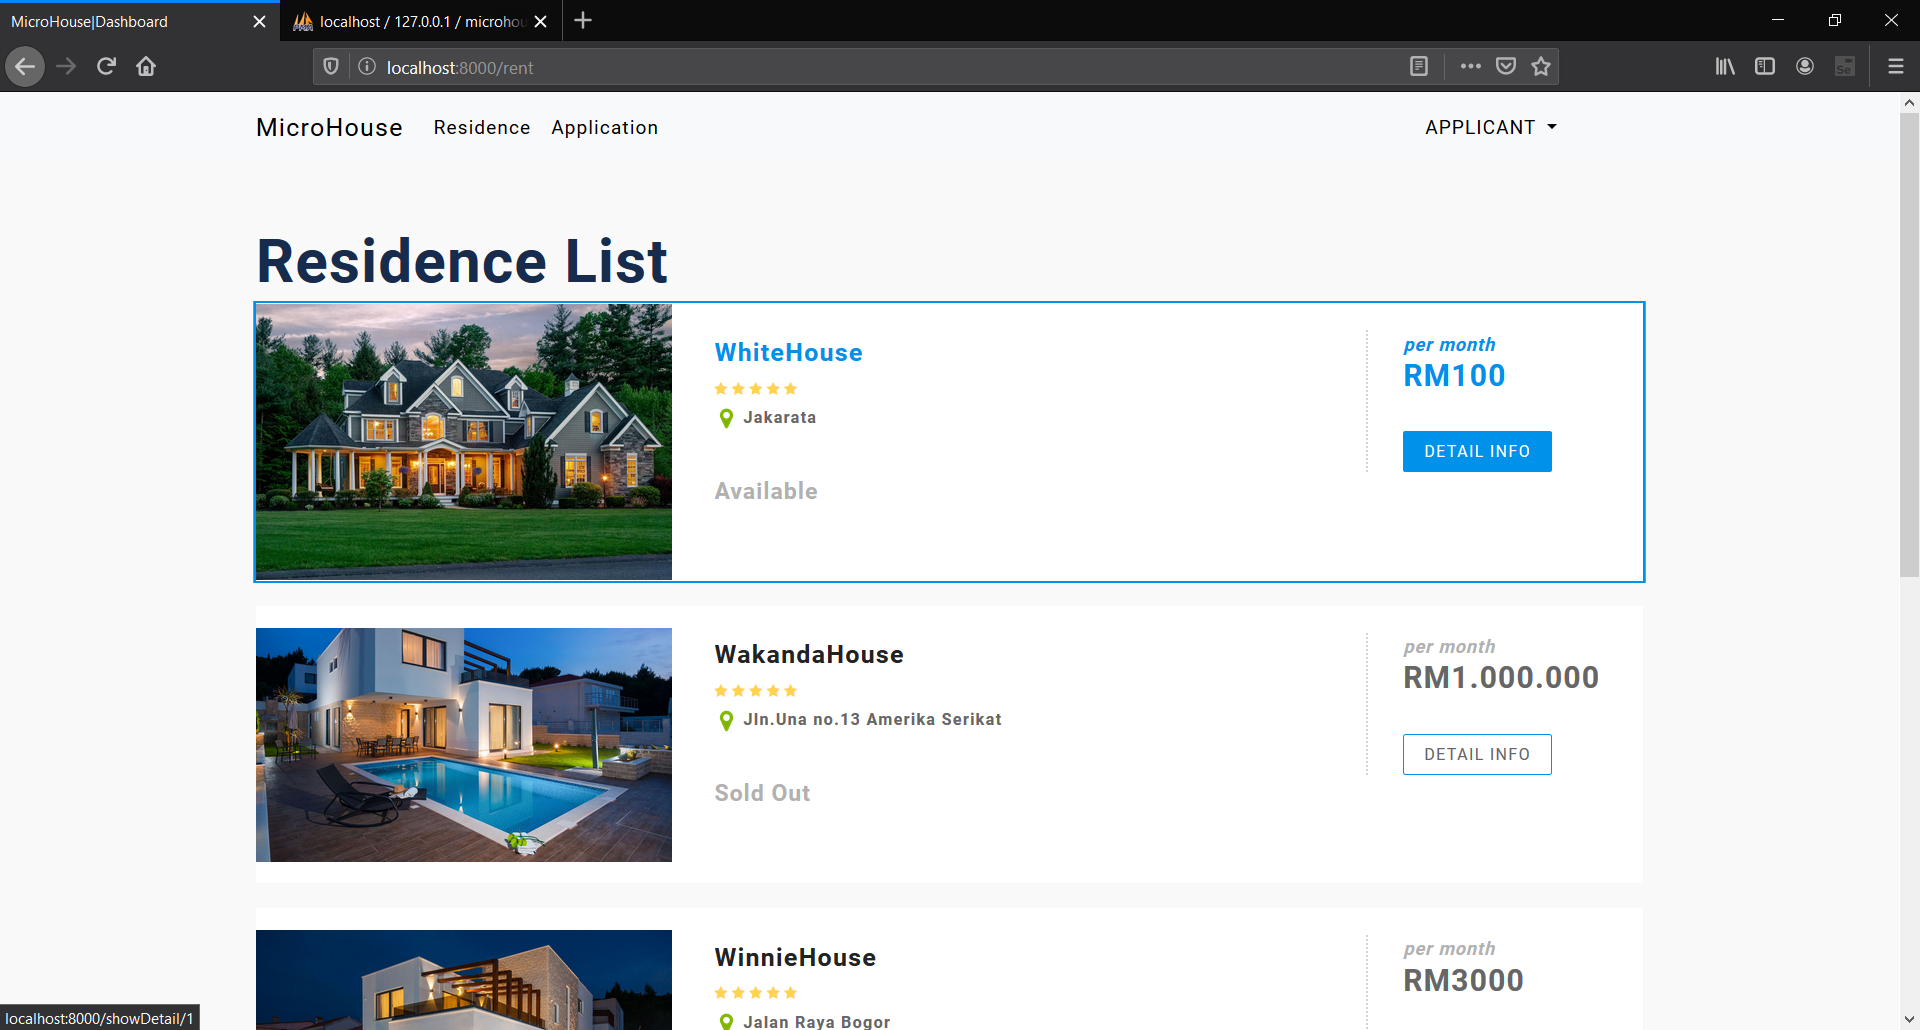 MicroHouse|Dashboard
localhost / 127.0.0.1 / microhou
localhost:8000/rent
MicroHouse Residence Application APPLICANT
Residence List
WhiteHouse
Jakarata
Available
per month
RM100
DETAIL INFO
WakandaHouse
Jln.Una no.13 Amerika Serikat
Sold Out
per month
RM1.000.000
DETAIL INFO
WinnieHouse
Jalan Raya Bogor
per month
RM3000
localhost:8000/showDetail/1